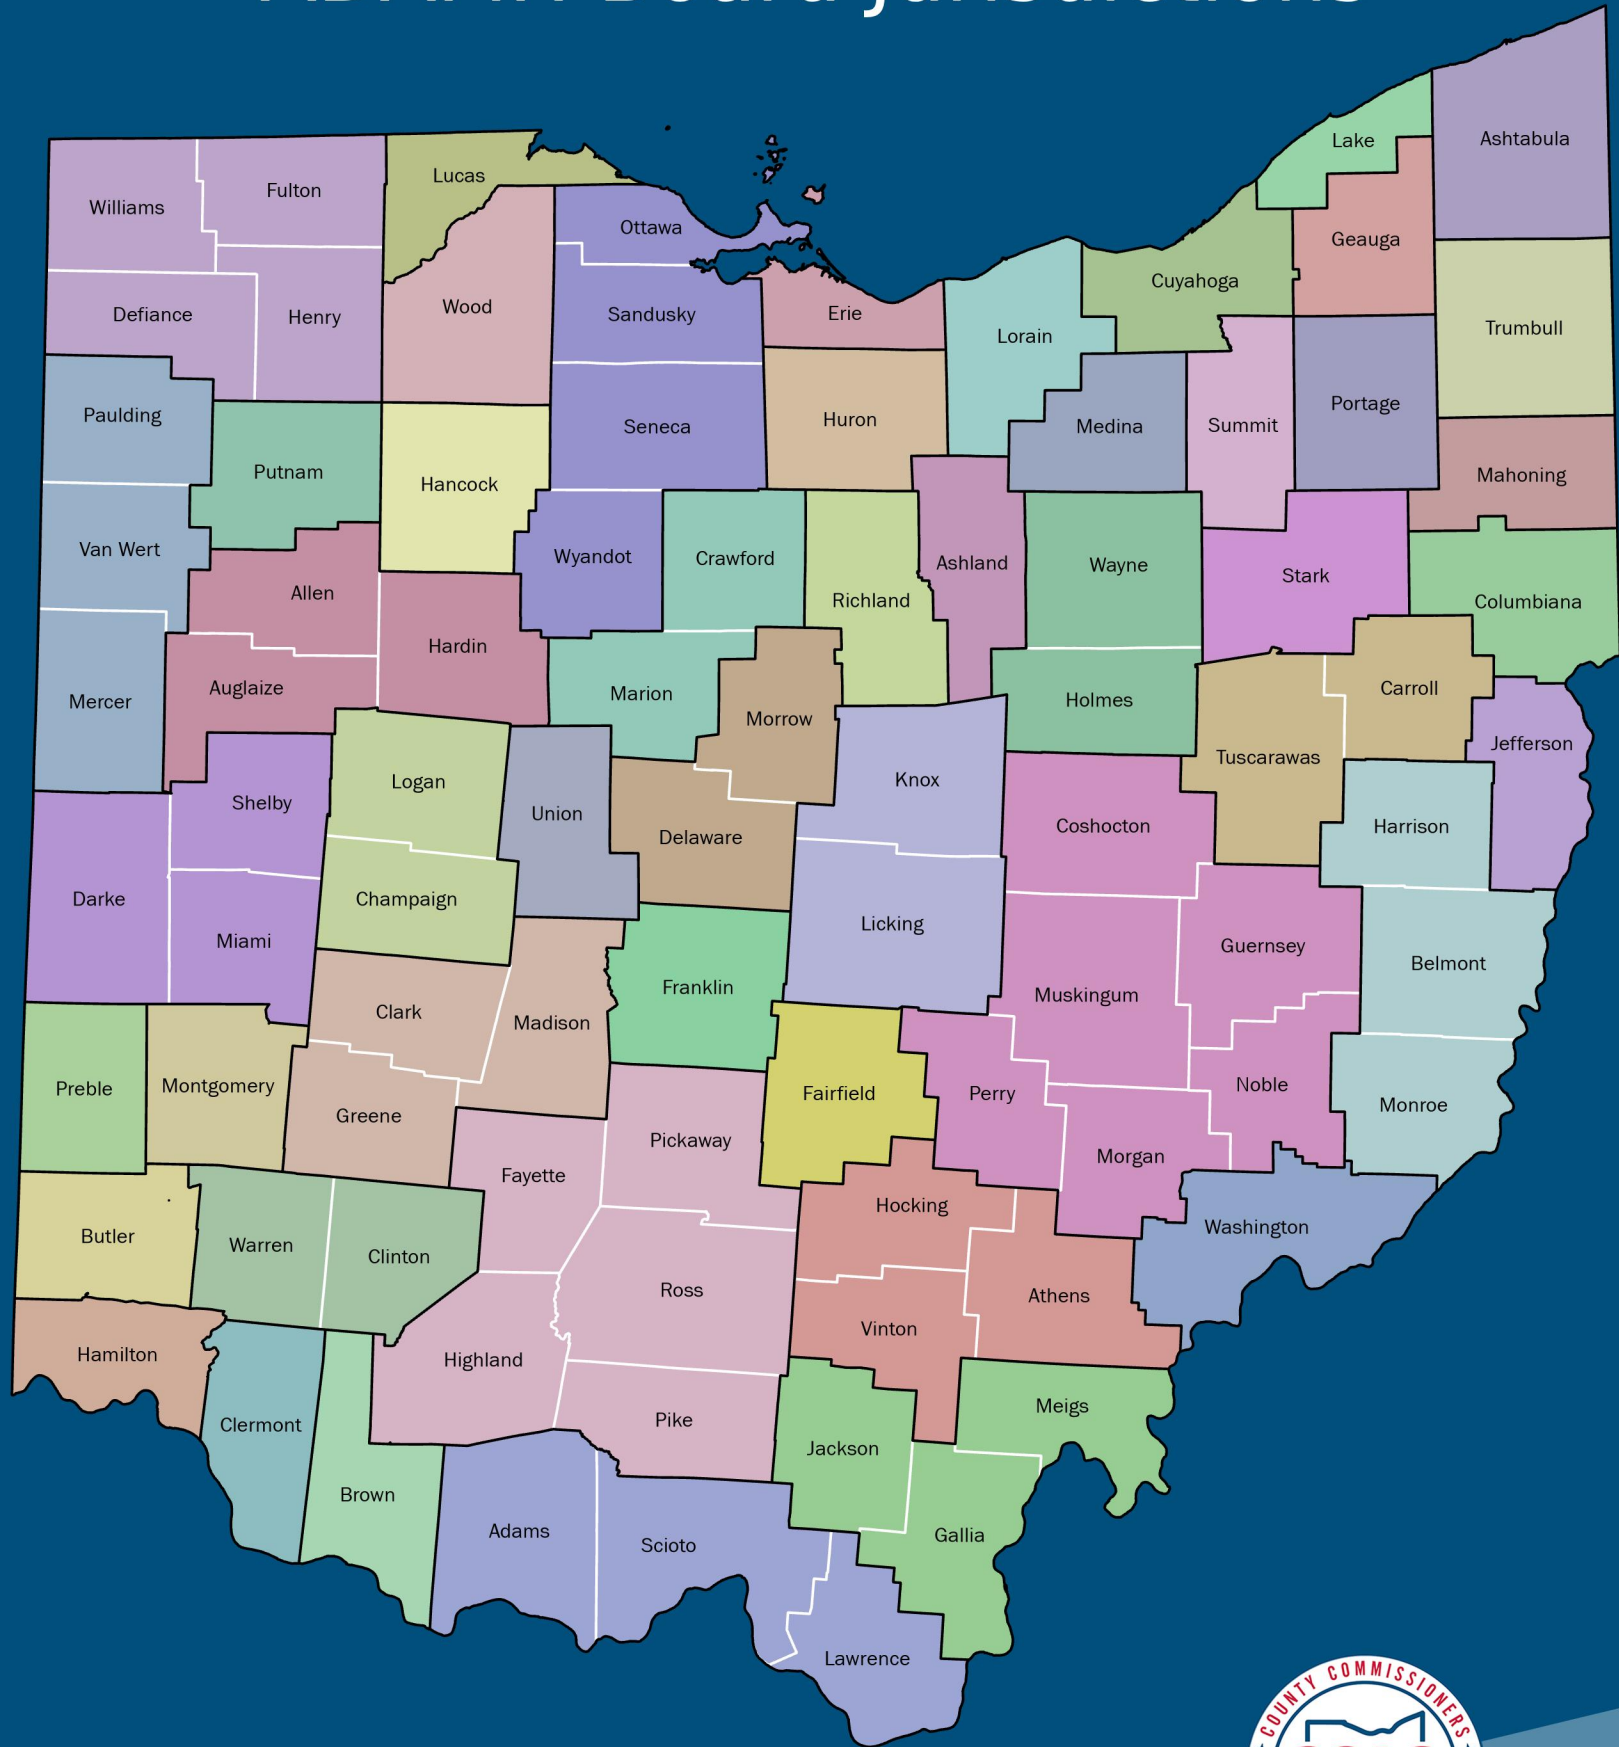 ADAMH Board Jurisdictions
Ashtabula
Lake
Lucas
Fulton
Williams
Ottawa
Geauga
Cuyahoga
Wood
Sandusky
Erie
Defiance
Henry
Lorain
Trumbull
Portage
Paulding
Huron
Seneca
Medina
Summit
Putnam
Hancock
Mahoning
Van Wert
Wyandot
Crawford
Ashland
Wayne
Stark
Allen
Richland
Columbiana
Hardin
Auglaize
Marion
Carroll
Mercer
Holmes
Morrow
Jefferson
Tuscarawas
Logan
Knox
Shelby
Union
Coshocton
Harrison
Delaware
Darke
Champaign
Licking
Miami
Guernsey
Belmont
Franklin
Muskingum
Clark
Madison
Preble
Montgomery
Noble
Fairfield
Perry
Monroe
Greene
Pickaway
Morgan
Fayette
Hocking
Washington
Butler
Warren
Clinton
Ross
Athens
Vinton
Hamilton
Highland
Meigs
Clermont
Pike
Jackson
Brown
Adams
Gallia
Scioto
Lawrence
COUNTY COMMISSIONERS